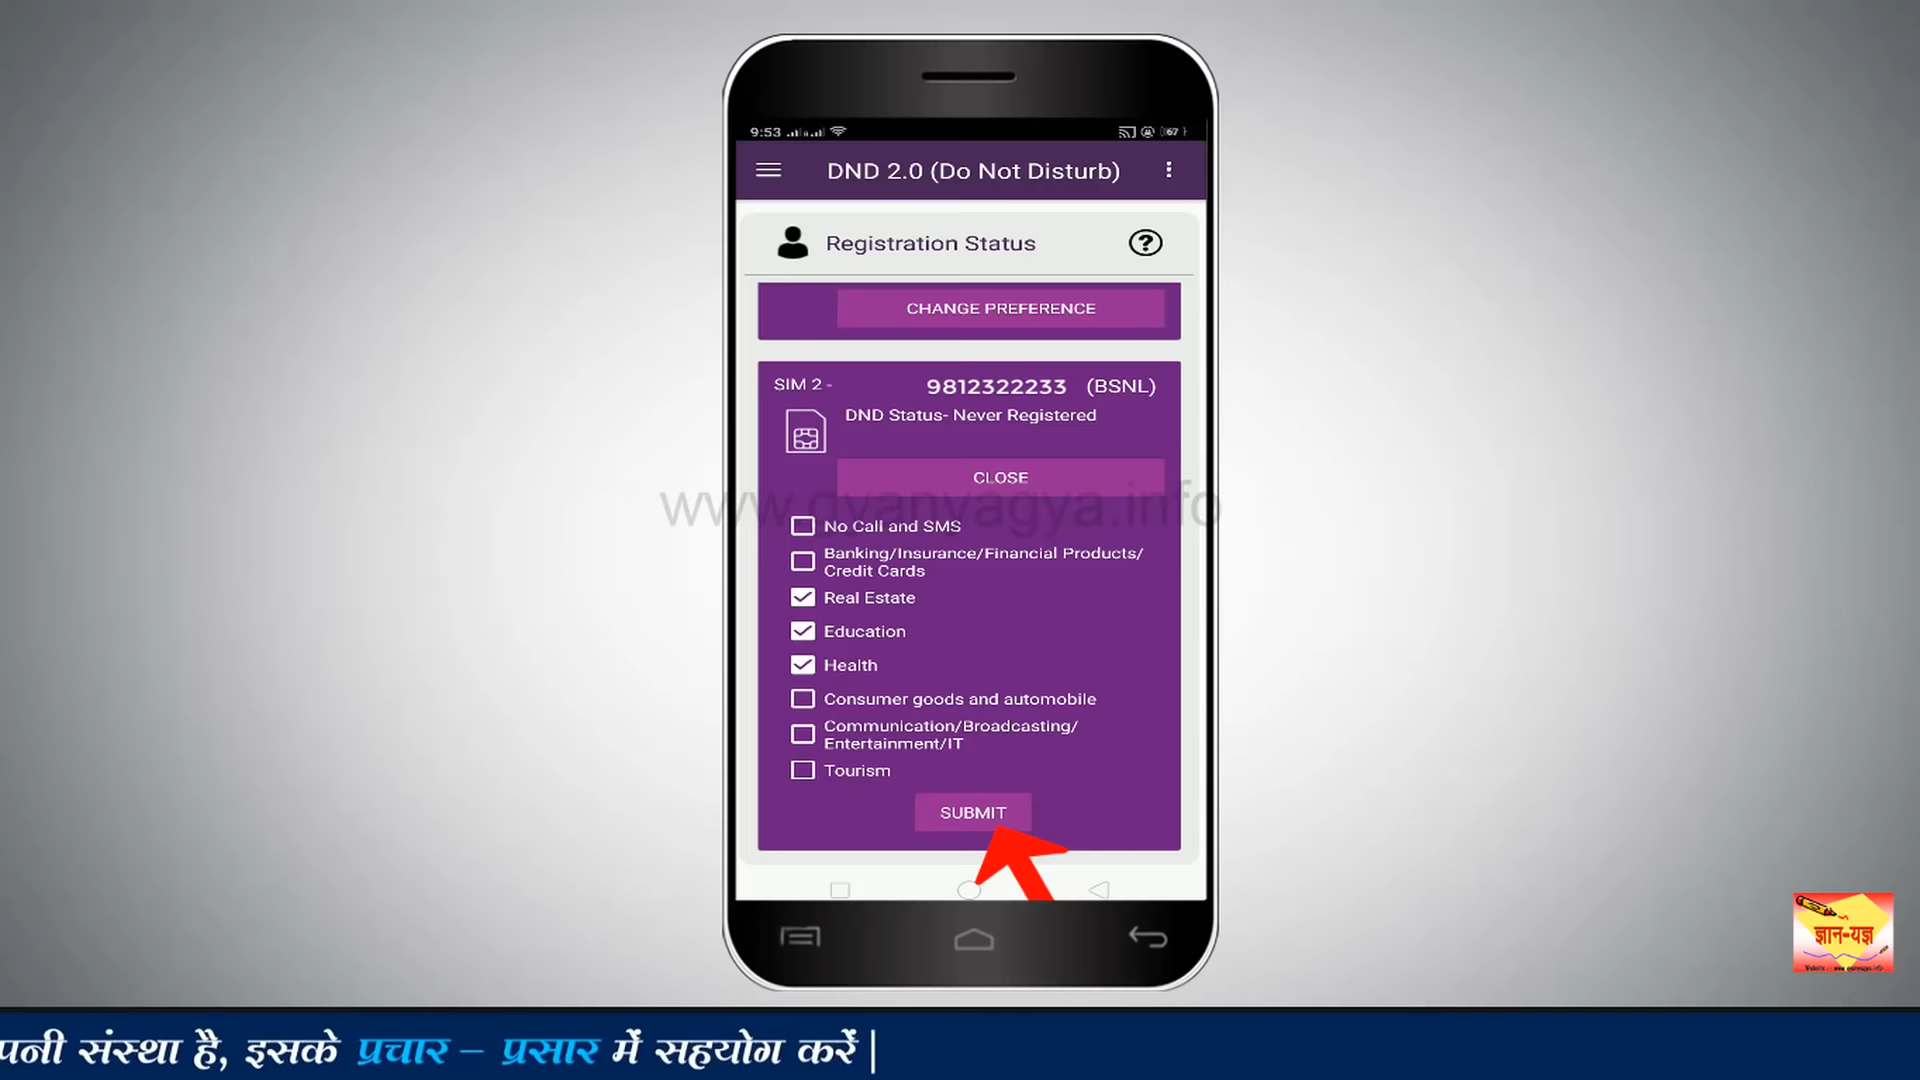 9:53
67
DND 2.0 (Do Not Disturb)
Registration Status
CHANGE PREFERENCE
SIM 2 - 9812322233 (BSNL)
DND Status- Never Registered
CLOSE
www.gyanyagya.info
No Call and SMS
Banking/Insurance/Financial Products/
Credit Cards
Real Estate
Education
Health
Consumer goods and automobile
Communication/Broadcasting/
Entertainment/IT
Tourism
SUBMIT
ज्ञान-यज्ञ
पनी संस्था है, इसके प्रचार – प्रसार में सहयोग करें |